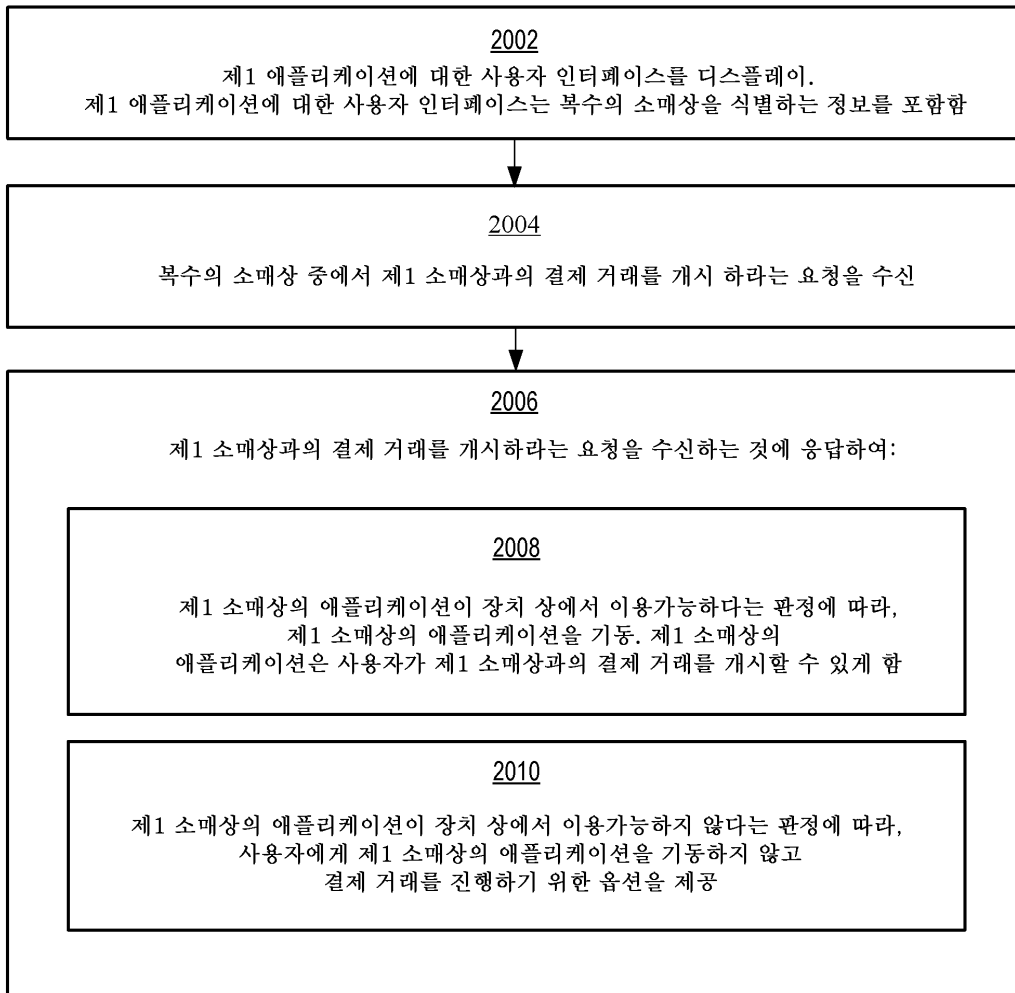 2002
제1 애플리케이션에 대한 사용자 인터페이스를 디스플레이.
제1 애플리케이션에 대한 사용자 인터페이스는 복수의 소매상을 식별하는 정보를 포함함
2004
복수의 소매상 중에서 제1 소매상과의 결제 거래를 개시 하라는 요청을 수신
2006
제1 소매상과의 결제 거래를 개시하라는 요청을 수신하는 것에 응답하여:
2008
제1 소매상의 애플리케이션이 장치 상에서 이용가능하다는 판정에 따라,
제1 소매상의 애플리케이션을 기동. 제1 소매상의
애플리케이션은 사용자가 제1 소매상과의 결제 거래를 개시할 수 있게 함
2010
제1 소매상의 애플리케이션이 장치 상에서 이용가능하지 않다는 판정에 따라,
사용자에게 제1 소매상의 애플리케이션을 기동하지 않고
결제 거래를 진행하기 위한 옵션을 제공